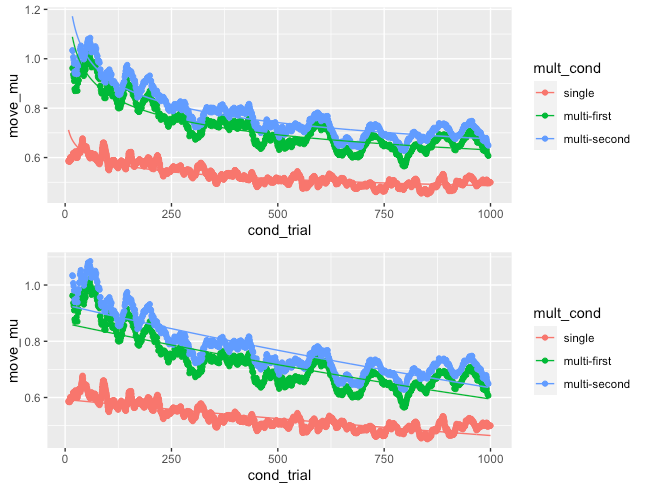 1.2
1.0
0.8
0.6
move_mu
0 250 500 750 1000
cond_trial
mult_cond
single
multi-first
multi-second
1.0
0.8
0.6
move_mu
0 250 500 750 1000
cond_trial
mult_cond
single
multi-first
multi-second